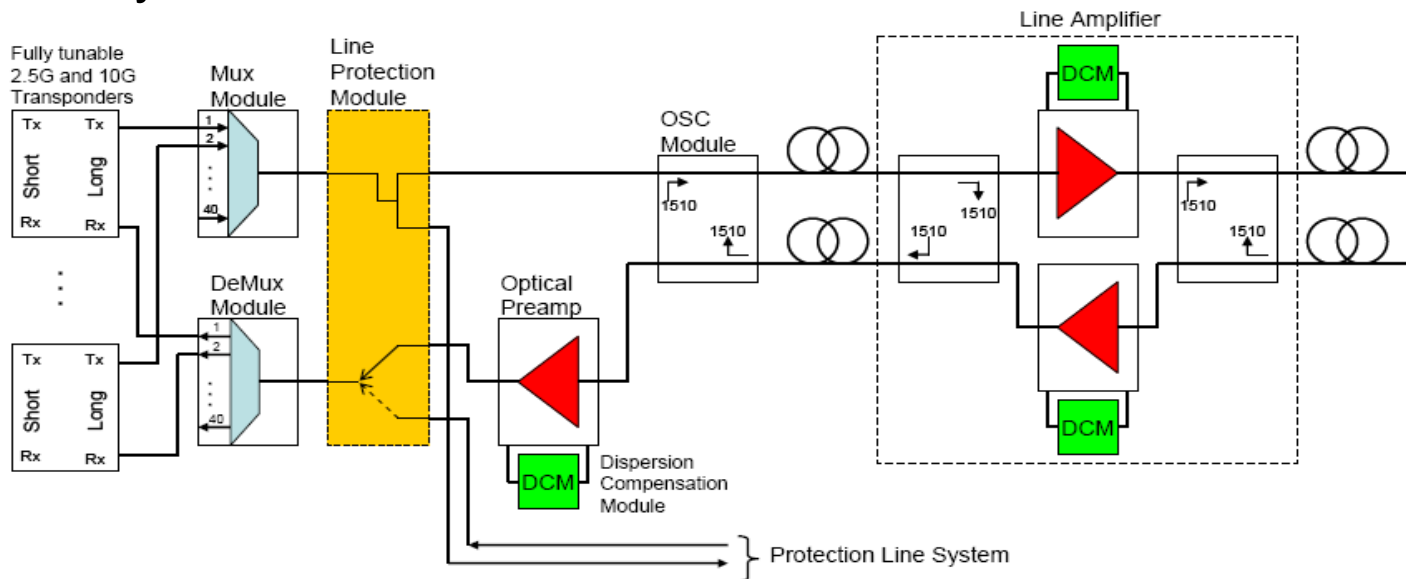 Line Amplifier
Fully tunable
2.5G and 10G
Transponders
Mux
Module
Line
Protection
Module
OSC
Module
DCM
Tx Tx
Short Long
Rx Rx
1
2
40
1510
1510
1510
1510
1510
1510
DeMux
Module
1
2
40
Optical
Preamp
DCM
Dispersion
Compensation
Module
DCM
Tx Tx
Short Long
Rx Rx
Protection Line System